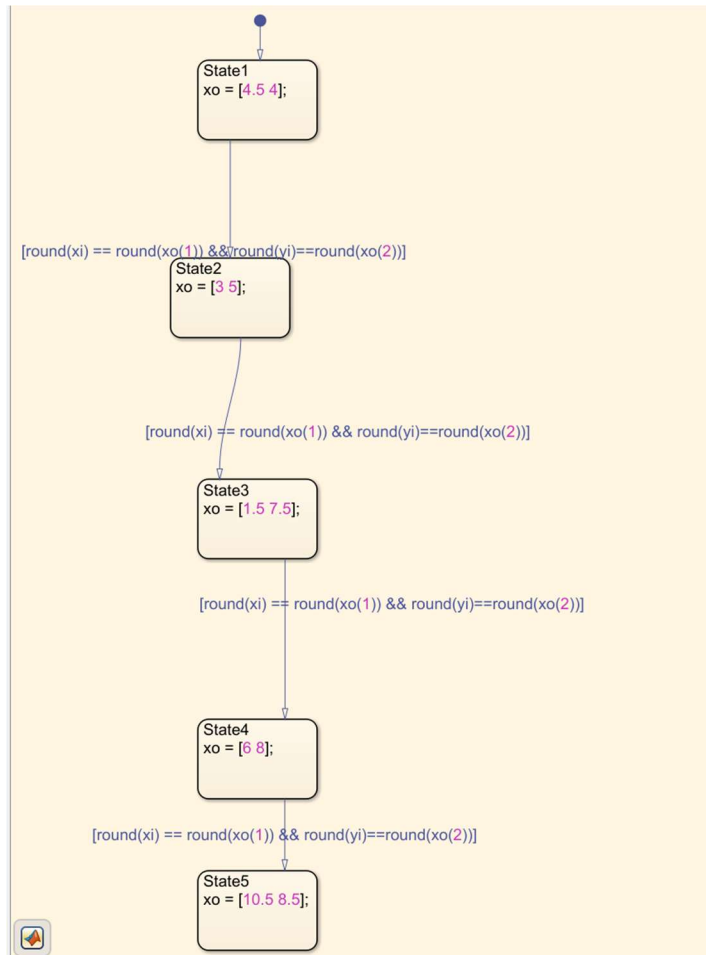 State1
xo = [4.5 4];
[round(xi) == round(xo(1)) && round(yi)==round(xo(2))]
State2
xo = [3 5];
[round(xi) == round(xo(1)) && round(yi)==round(xo(2))]
State3
xo = [1.5 7.5];
[round(xi) == round(xo(1)) && round(yi)==round(xo(2))]
State4
xo = [6 8];
[round(xi) == round(xo(1)) && round(yi)==round(xo(2))]
State5
xo = [10.5 8.5];